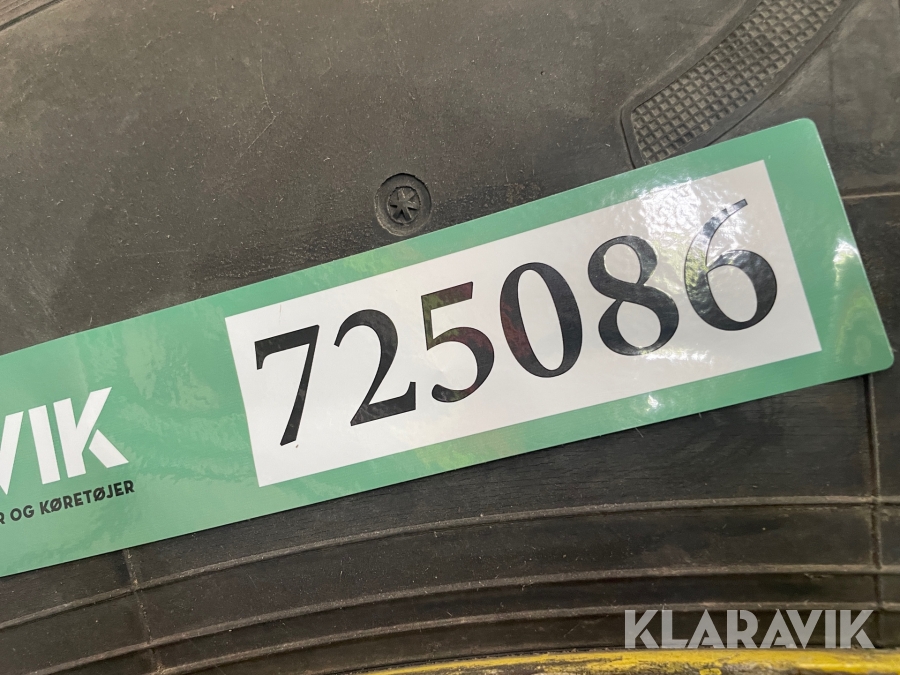 725086
VIK
R OG KØRETØJER
KLARAVIK